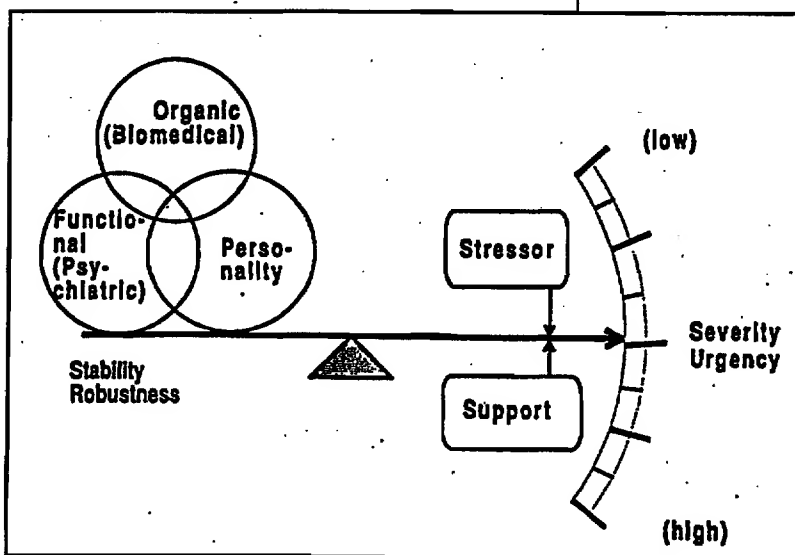 Organic
(Biomedical)
Functio-
nal
(Psy-
chiatric)
Perso-
nality
Stability
Robustness
Stressor
Support
(low)
Severity
Urgency
(high)